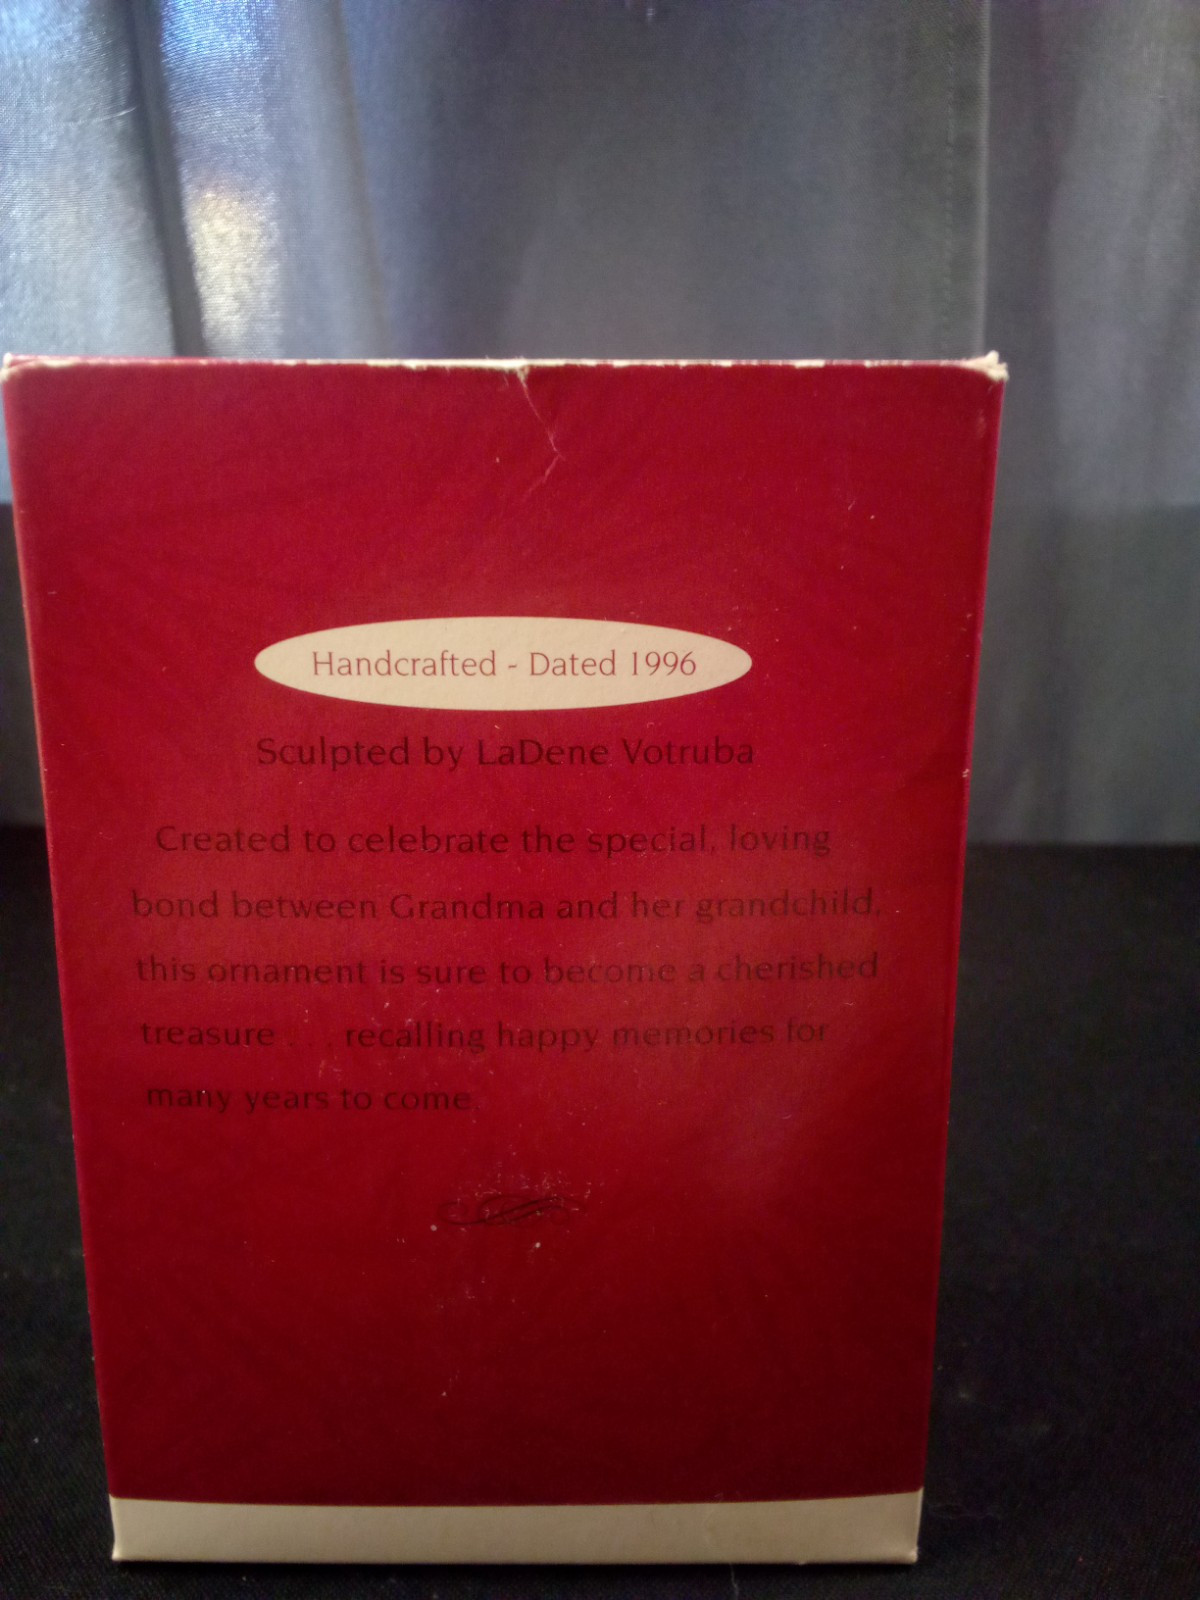 Handcrafted - Dated 1996
Sculpted by LaDene Votruba
Created to celebrate the special, loving
bond between Grandma and her grandchild,
this ornament is sure to become a cherished
treasure . . . recalling happy memories for
many years to come.